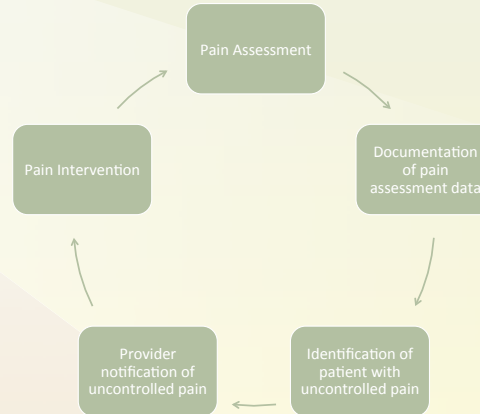 Pain Assessment
Documentation
of pain
assessment data
Identification of
patient with
uncontrolled pain
Provider
notification of
uncontrolled pain
Pain Intervention